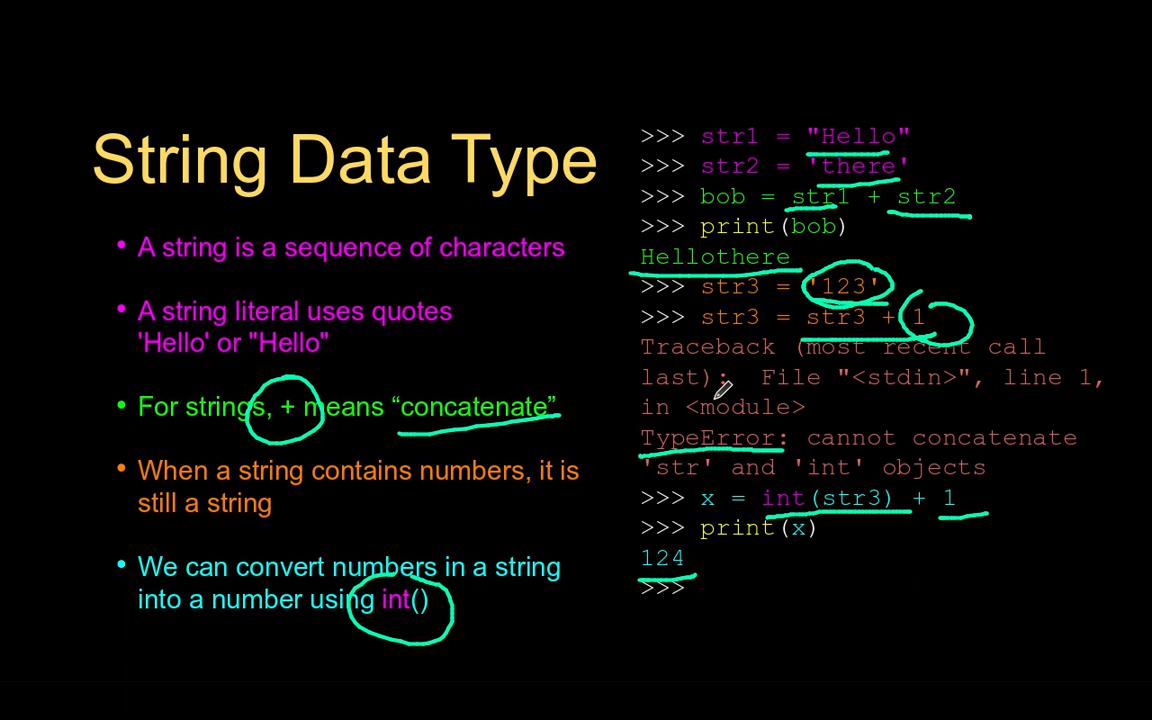 String Data Type
• A string is a sequence of characters
• A string literal uses quotes
'Hello' or "Hello"
• For strings, + means “concatenate”
• When a string contains numbers, it is
still a string
• We can convert numbers in a string
into a number using int()
>>> str1 = "Hello"
>>> str2 = 'there'
>>> bob = str1 + str2
>>> print(bob)
Hellothere
>>> str3 = '123'
>>> str3 = str3 + 1
Traceback (most recent call
last):  File "<stdin>", line 1,
in <module>
TypeError: cannot concatenate
'str' and 'int' objects
>>> x = int(str3) + 1
>>> print(x)
124
>>>